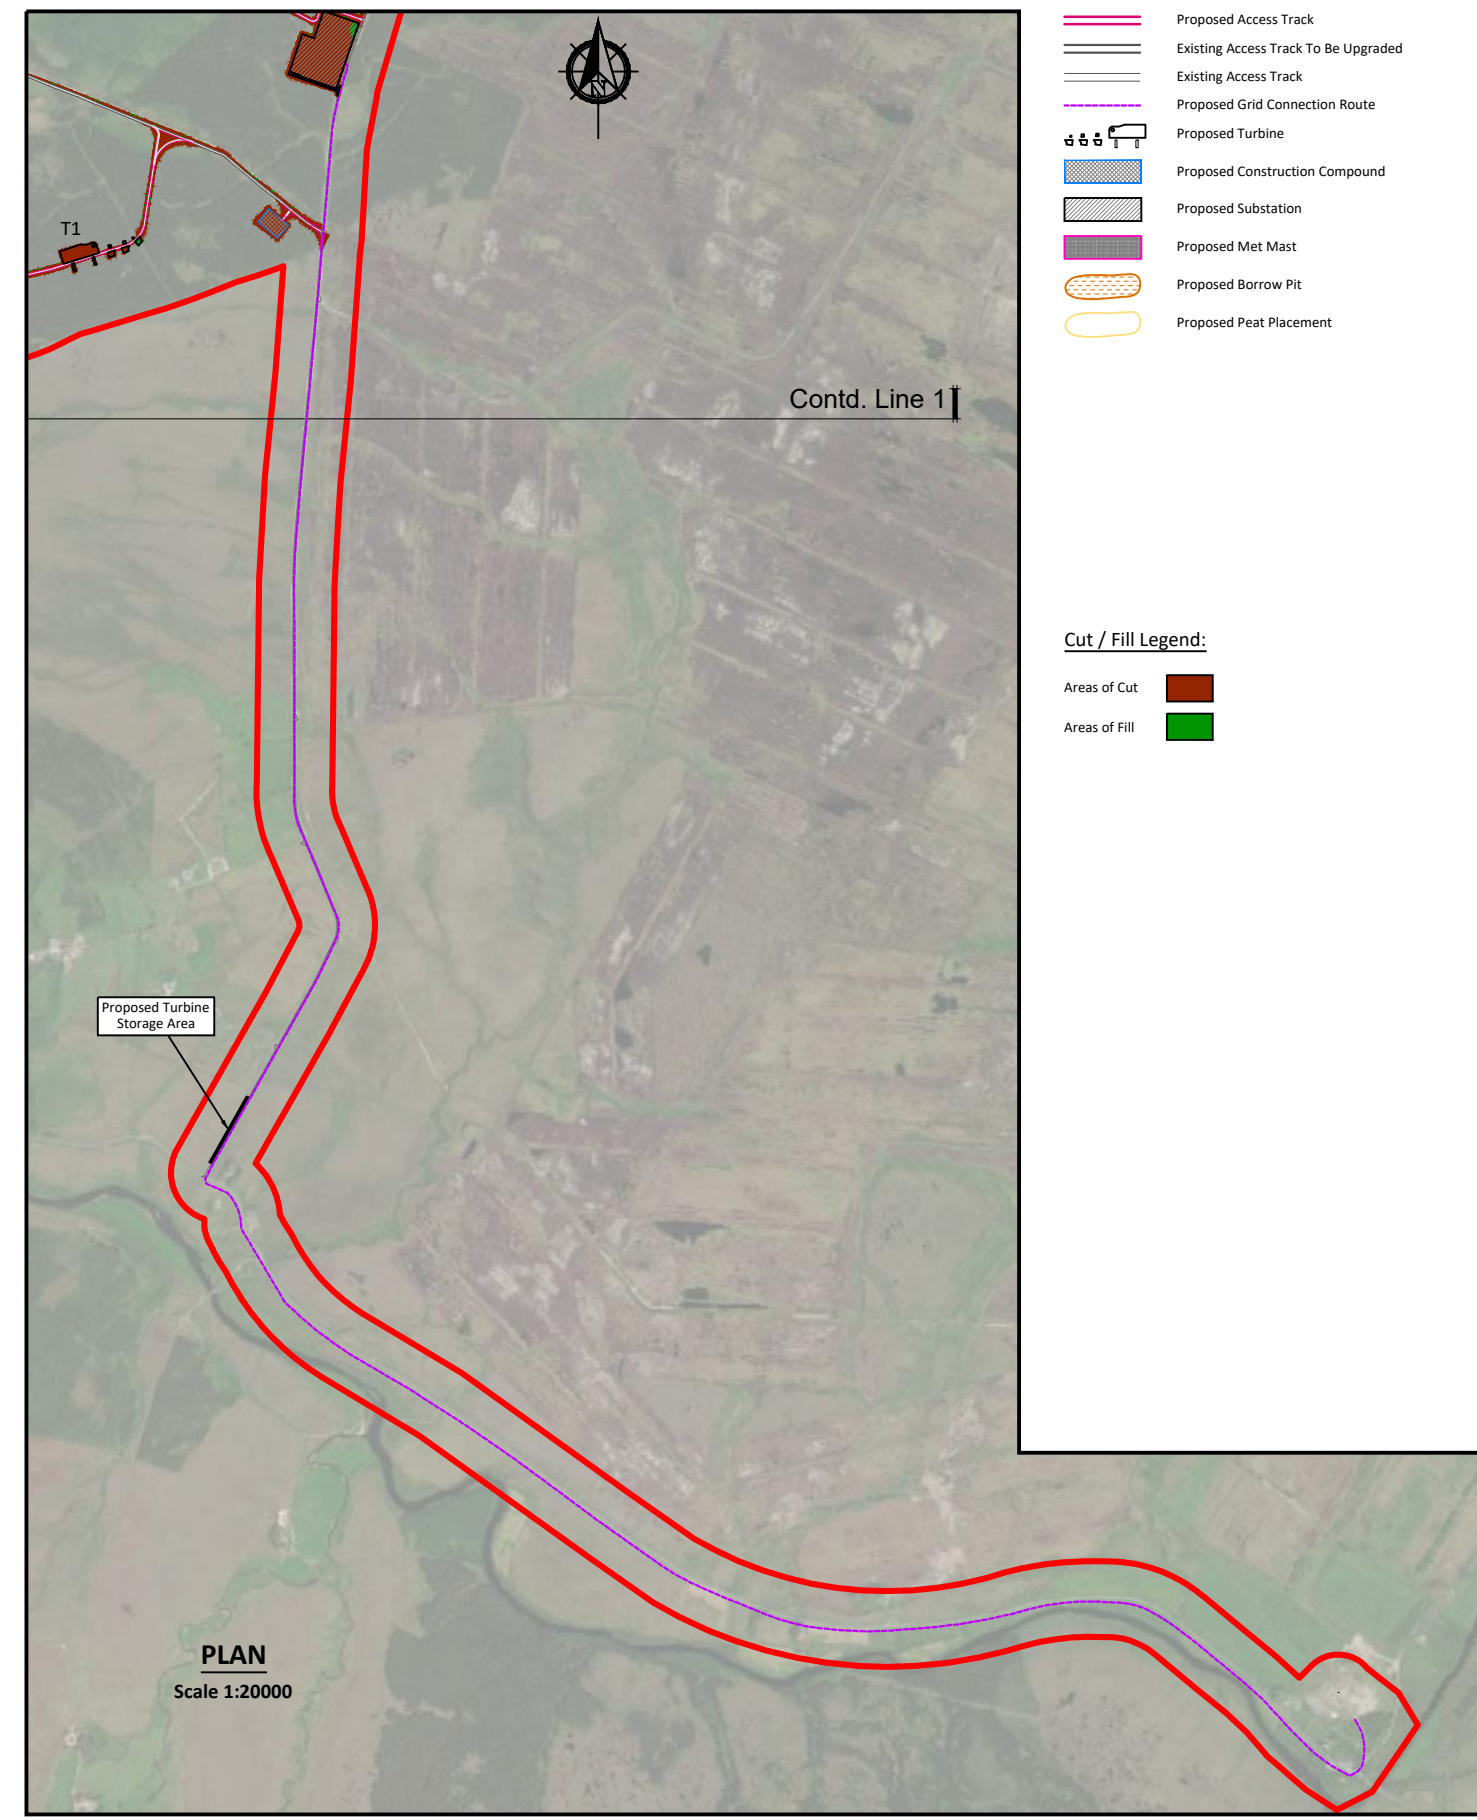 Proposed Access Track
Existing Access Track To Be Upgraded
Existing Access Track
Proposed Grid Connection Route
Proposed Turbine
Proposed Construction Compound
Proposed Substation
Proposed Met Mast
Proposed Borrow Pit
Proposed Peat Placement
N
T1
Contd. Line 1
Cut / Fill Legend:
Areas of Cut
Areas of Fill
Proposed Turbine
Storage Area
PLAN
Scale 1:20000